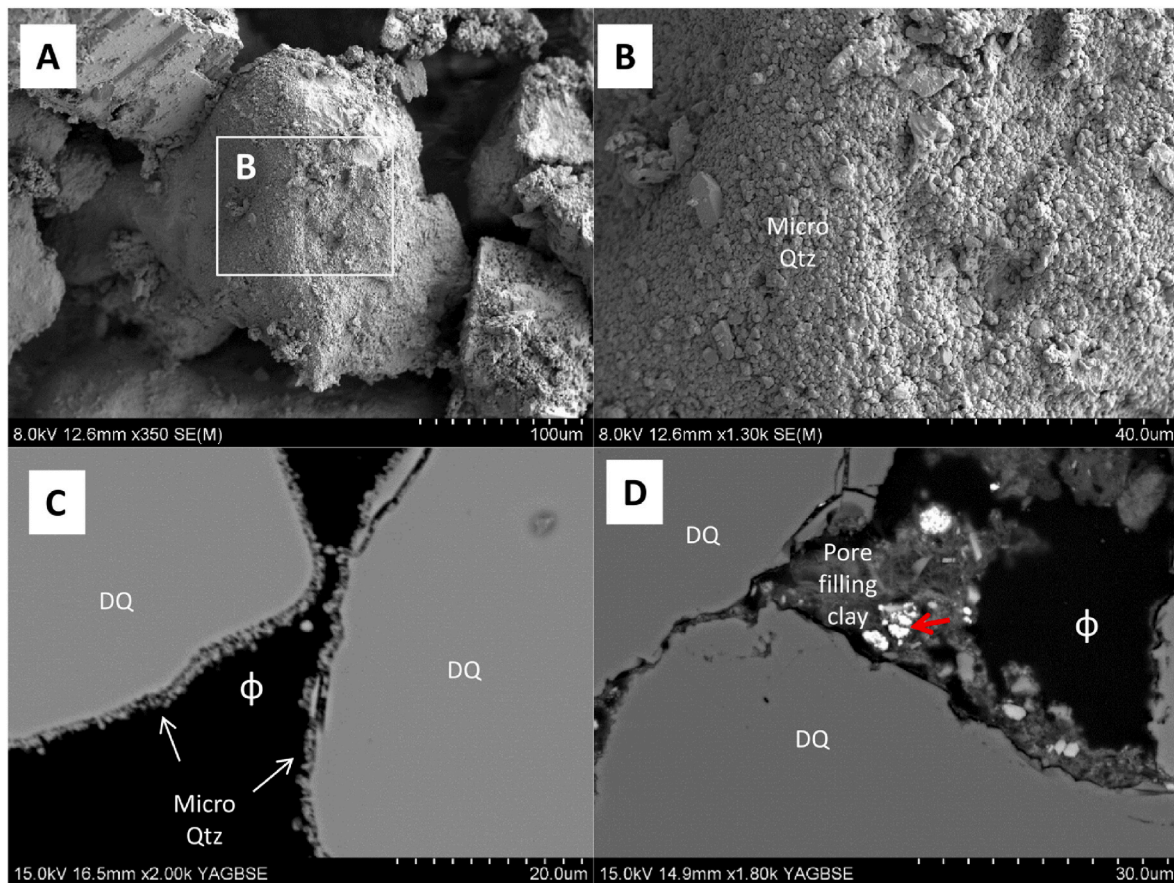 A
B
B
Micro
Qtz
8.0kV 12.6mm x350 SE(M)
100um
8.0kV 12.6mm x1.30k SE(M)
40.0um
C
DQ
ϕ
DQ
Micro
Qtz
15.0kV 16.5mm x2.00k YAGBSE
20.0um
D
DQ
Pore
filling
clay
ϕ
DQ
15.0kV 14.9mm x1.80k YAGBSE
30.0um